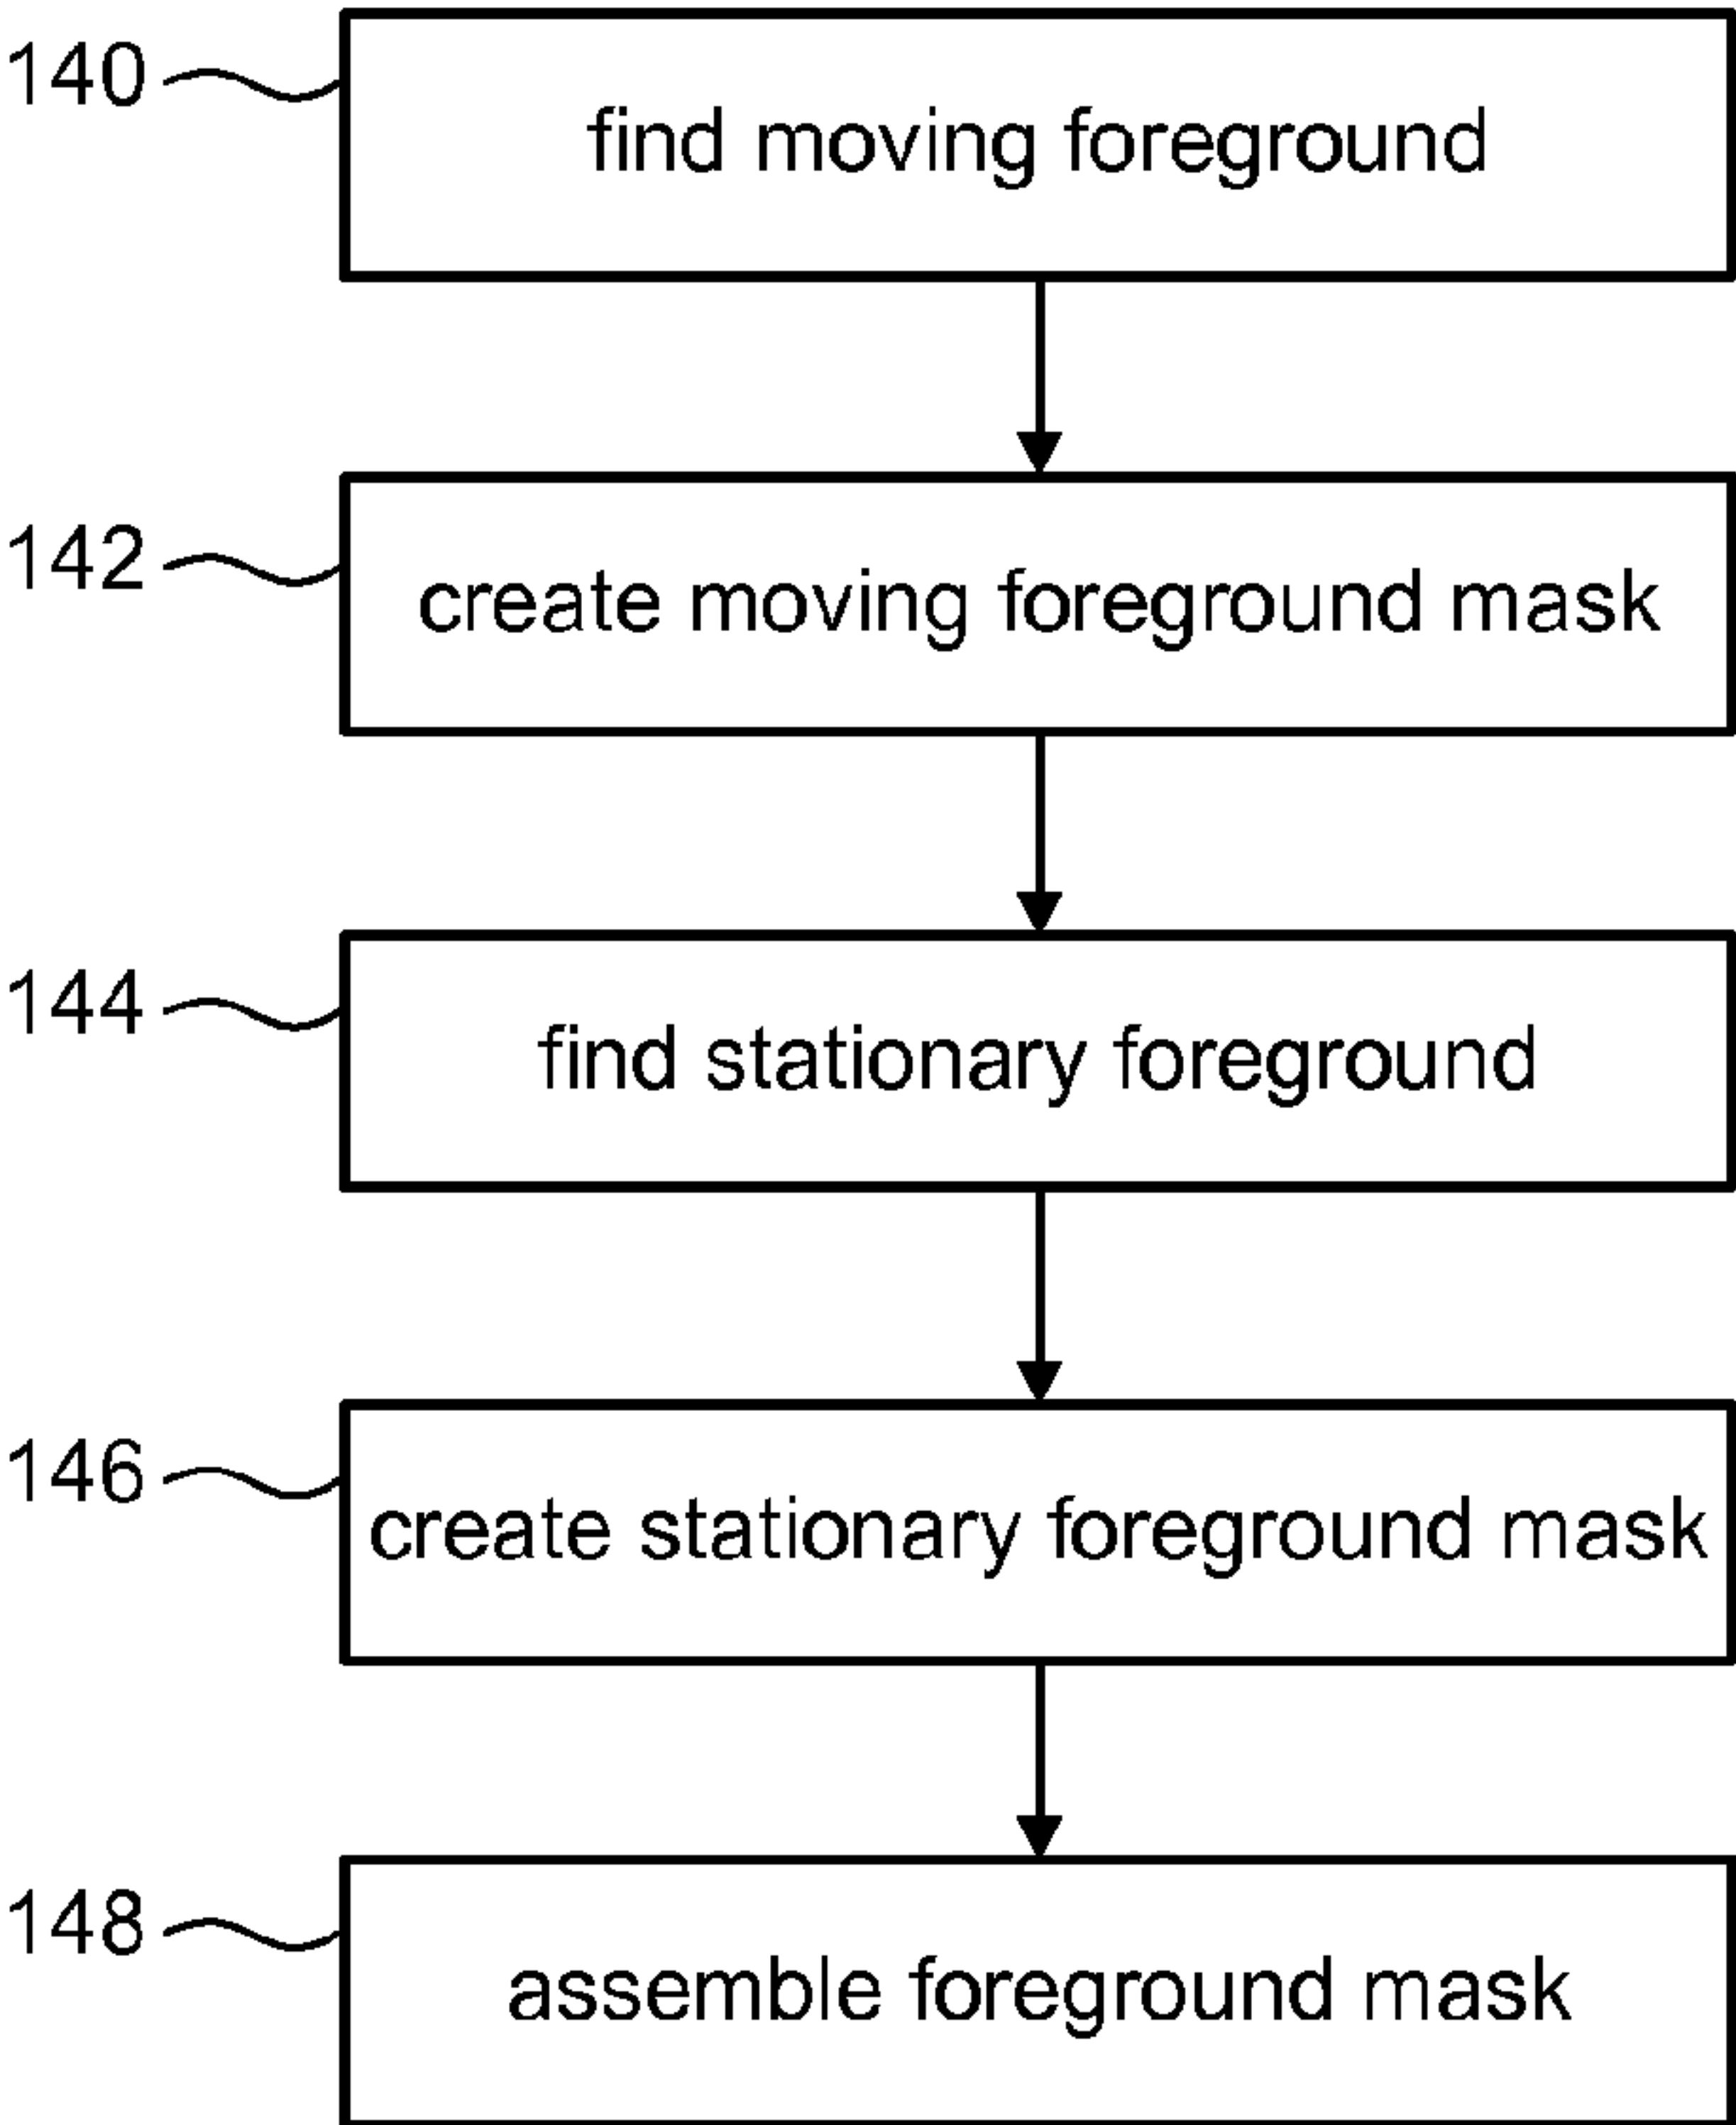 140
find moving foreground
142
create moving foreground mask
144
find stationary foreground
146
create stationary foreground mask
148
assemble foreground mask